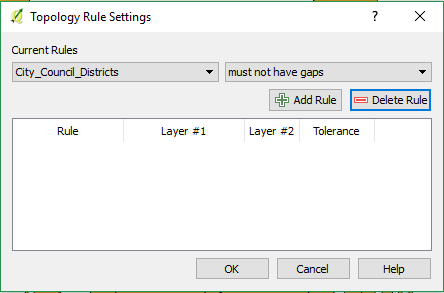 Topology Rule Settings
Current Rules
City_Council_Districts must not have gaps
Add Rule Delete Rule
Rule Layer #1 Layer #2 Tolerance
OK Cancel Help